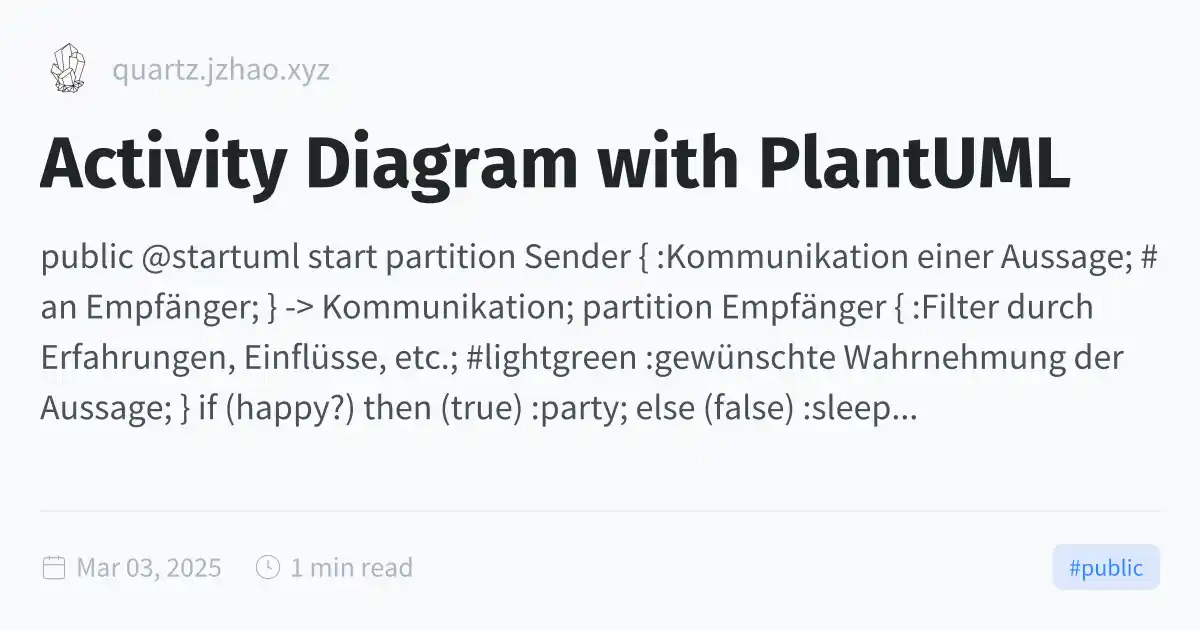 quartz.jzhao.xyz
Activity Diagram with PlantUML
public @startuml start partition Sender { :Kommunikation einer Aussage; #
an Empfänger; } -> Kommunikation; partition Empfänger { :Filter durch
Erfahrungen, Einflüsse, etc.; #lightgreen :gewünschte Wahrnehmung der
Aussage; } if (happy?) then (true) :party; else (false) :sleep...
Mar 03, 2025 1 min read #public